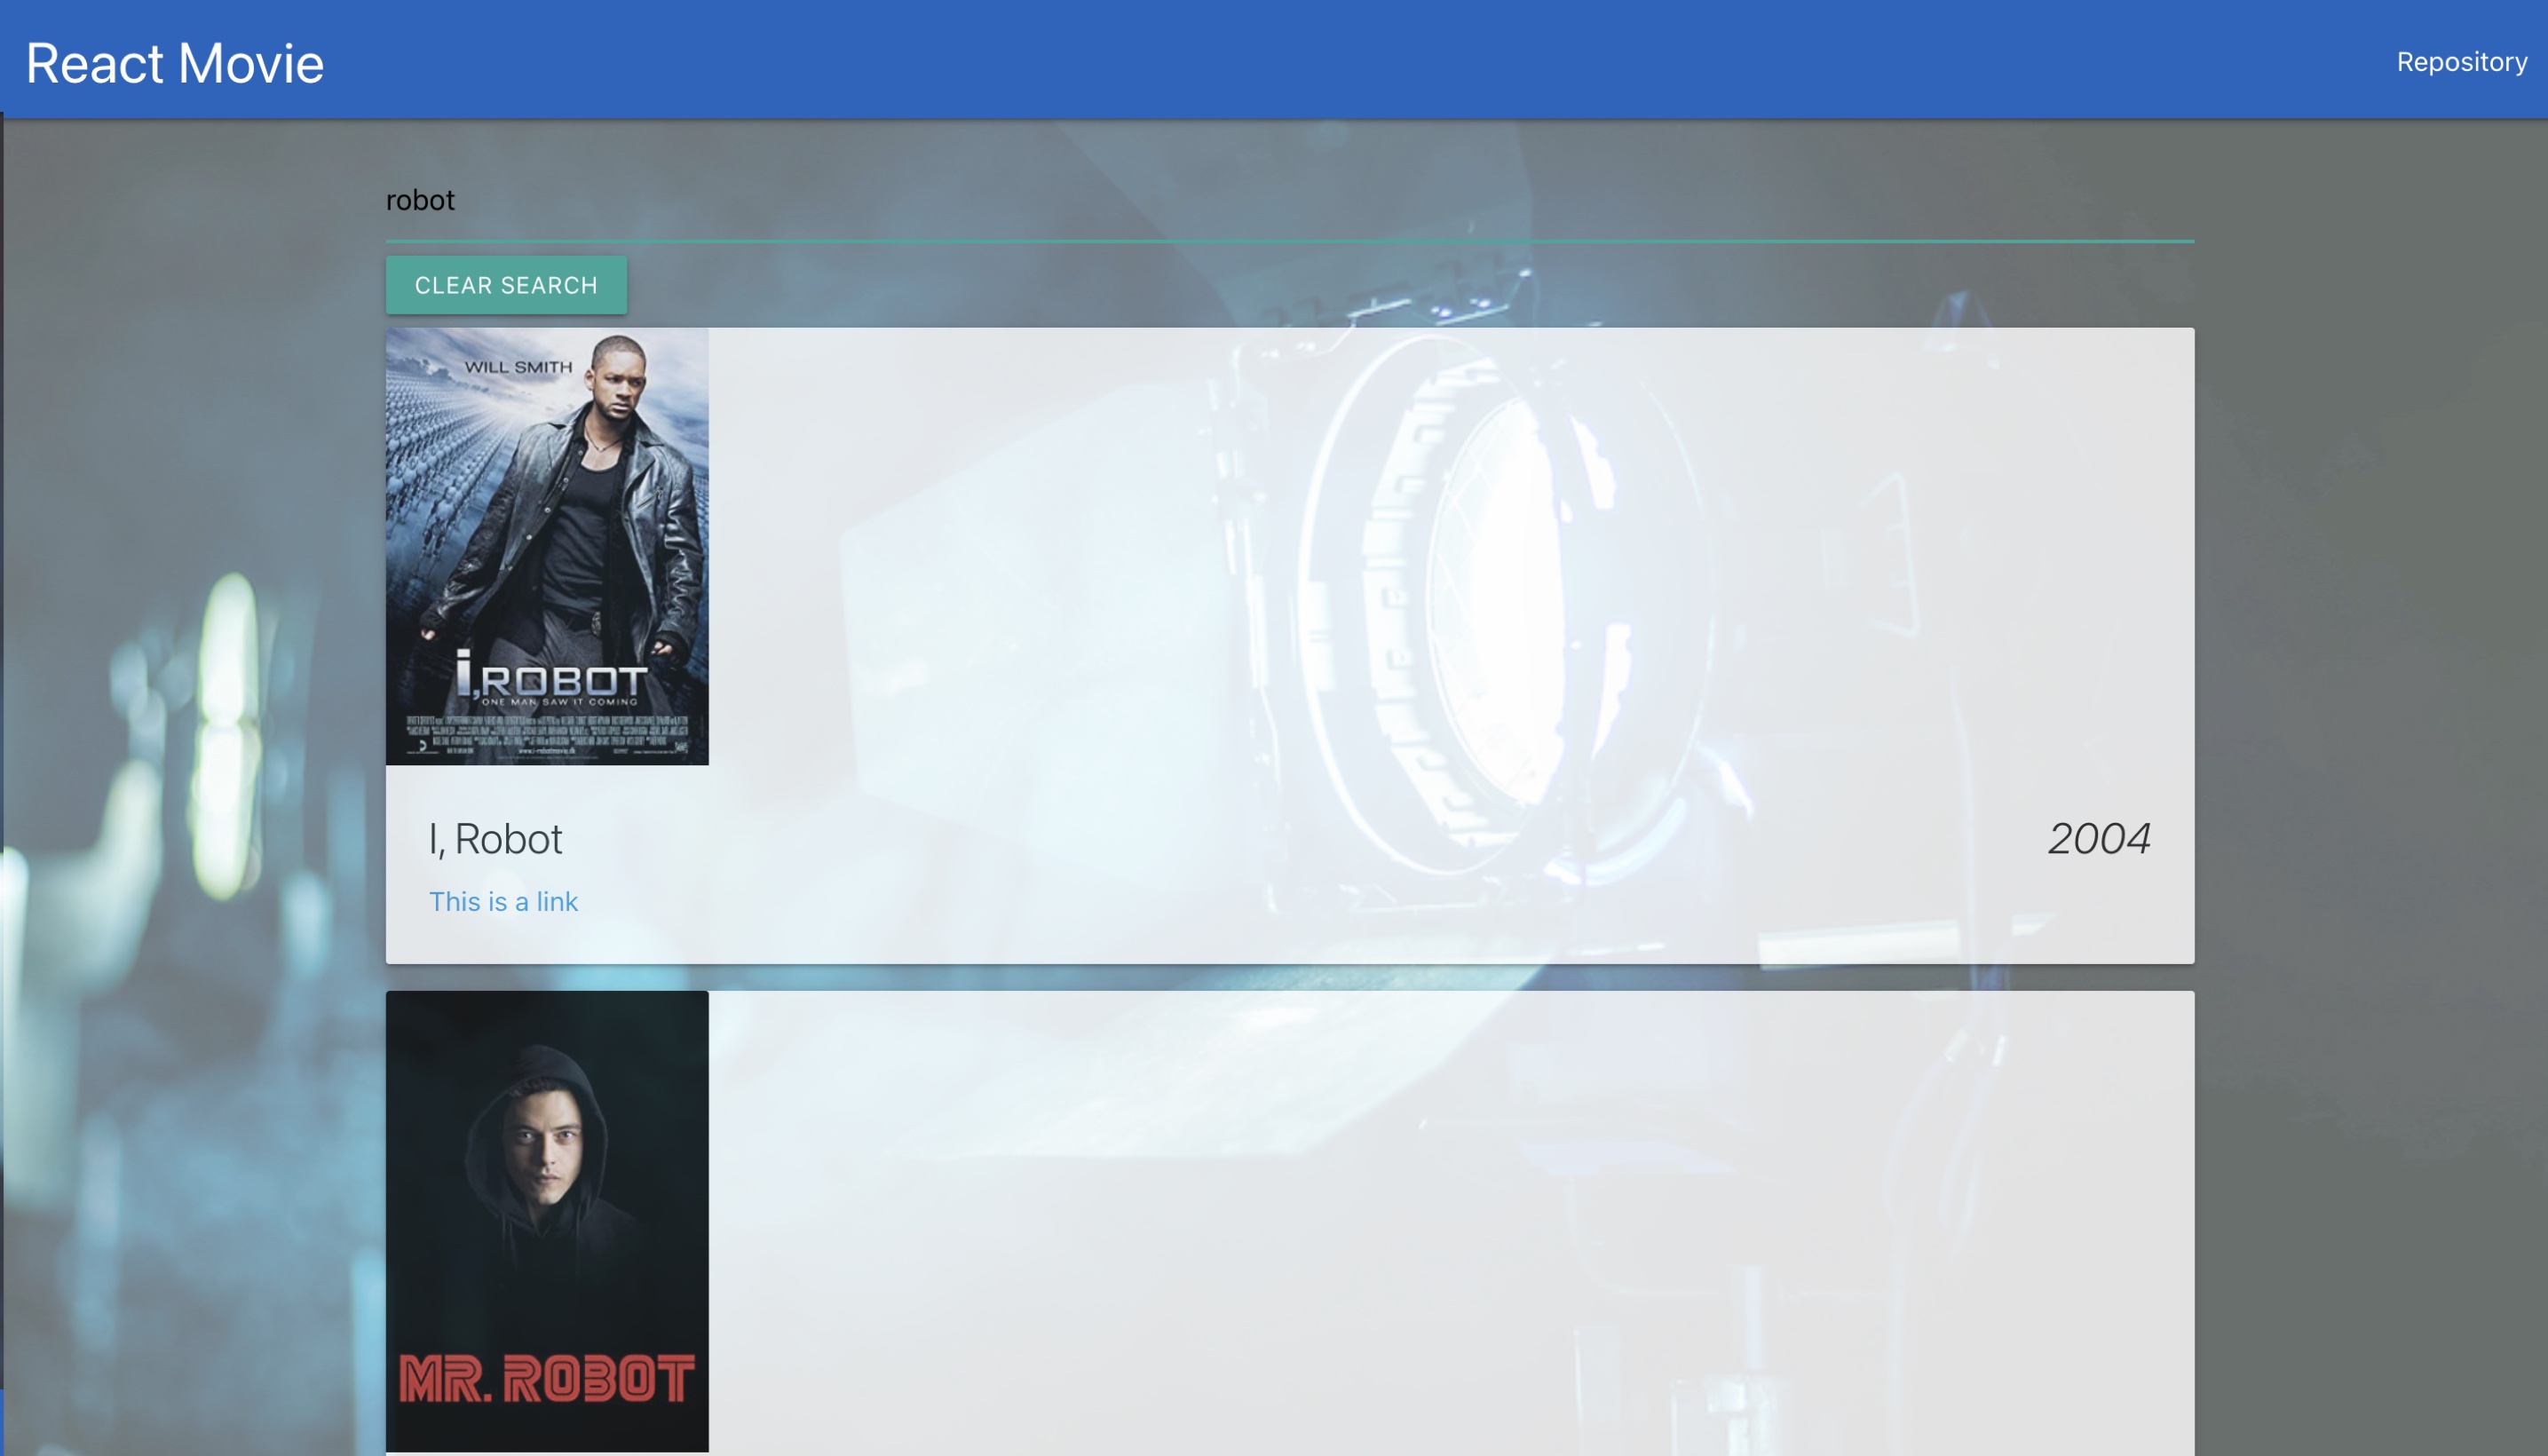 React Movie
Repository
robot
CLEAR SEARCH
WILL SMITH
i,ROBOT
ONE MAN SAW IT COMING
I, Robot
2004
This is a link
MR. ROBOT